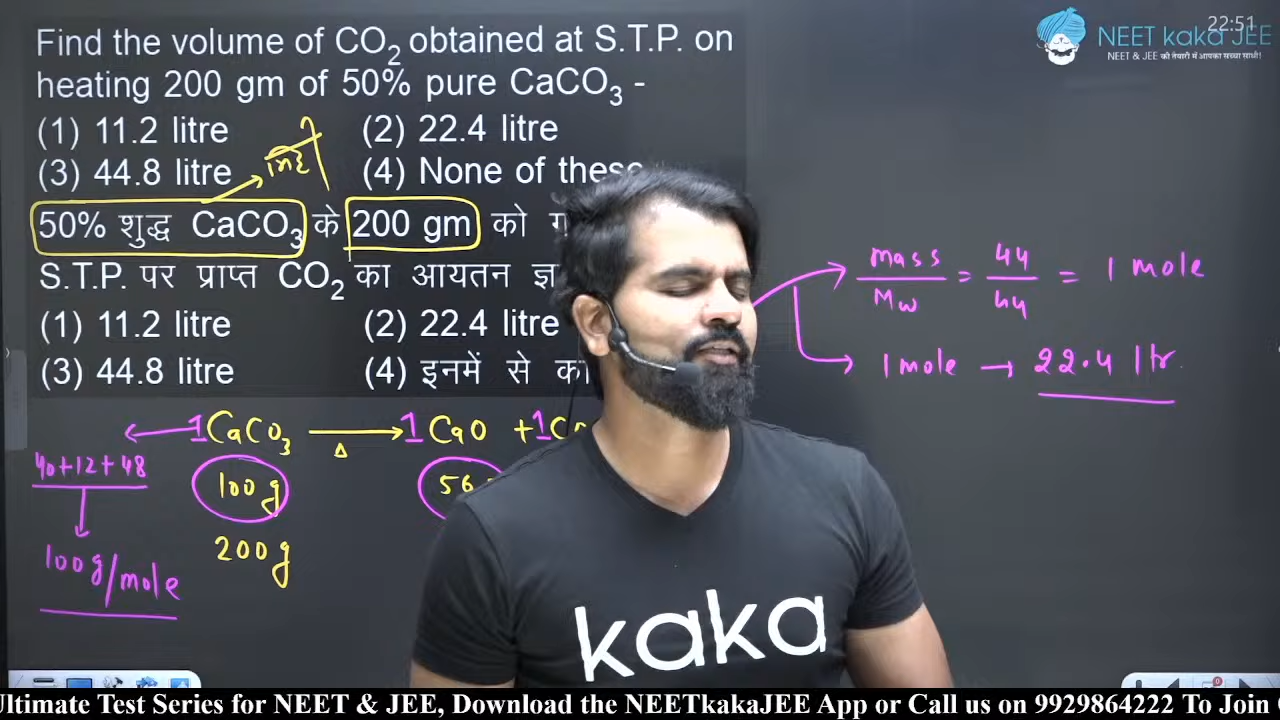 Find the volume of CO₂ obtained at S.T.P. on
heating 200 gm of 50% pure CaCO₃ -
(1) 11.2 litre (2) 22.4 litre
(3) 44.8 litre (4) None of these
50% शुद्ध CaCO₃ के 200 gm को
S.T.P. पर प्राप्त CO₂ का आयतन
(1) 11.2 litre (2) 22.4 litre
(3) 44.8 litre (4) इनमें से
1CaCO₃ → 1CaO + 1
Δ
40+12+48
100g 56
200g
100g/mole
Mass/Mw = 44/44 = 1 mole
1mole → 22.4 ltr.
22:51
NEET kaka JEE
NEET & JEE की तैयारी में आपका सच्चा साथी!
kaka
Ultimate Test Series for NEET & JEE, Download the NEETkakaJEE App or Call us on 9929864222 To Join